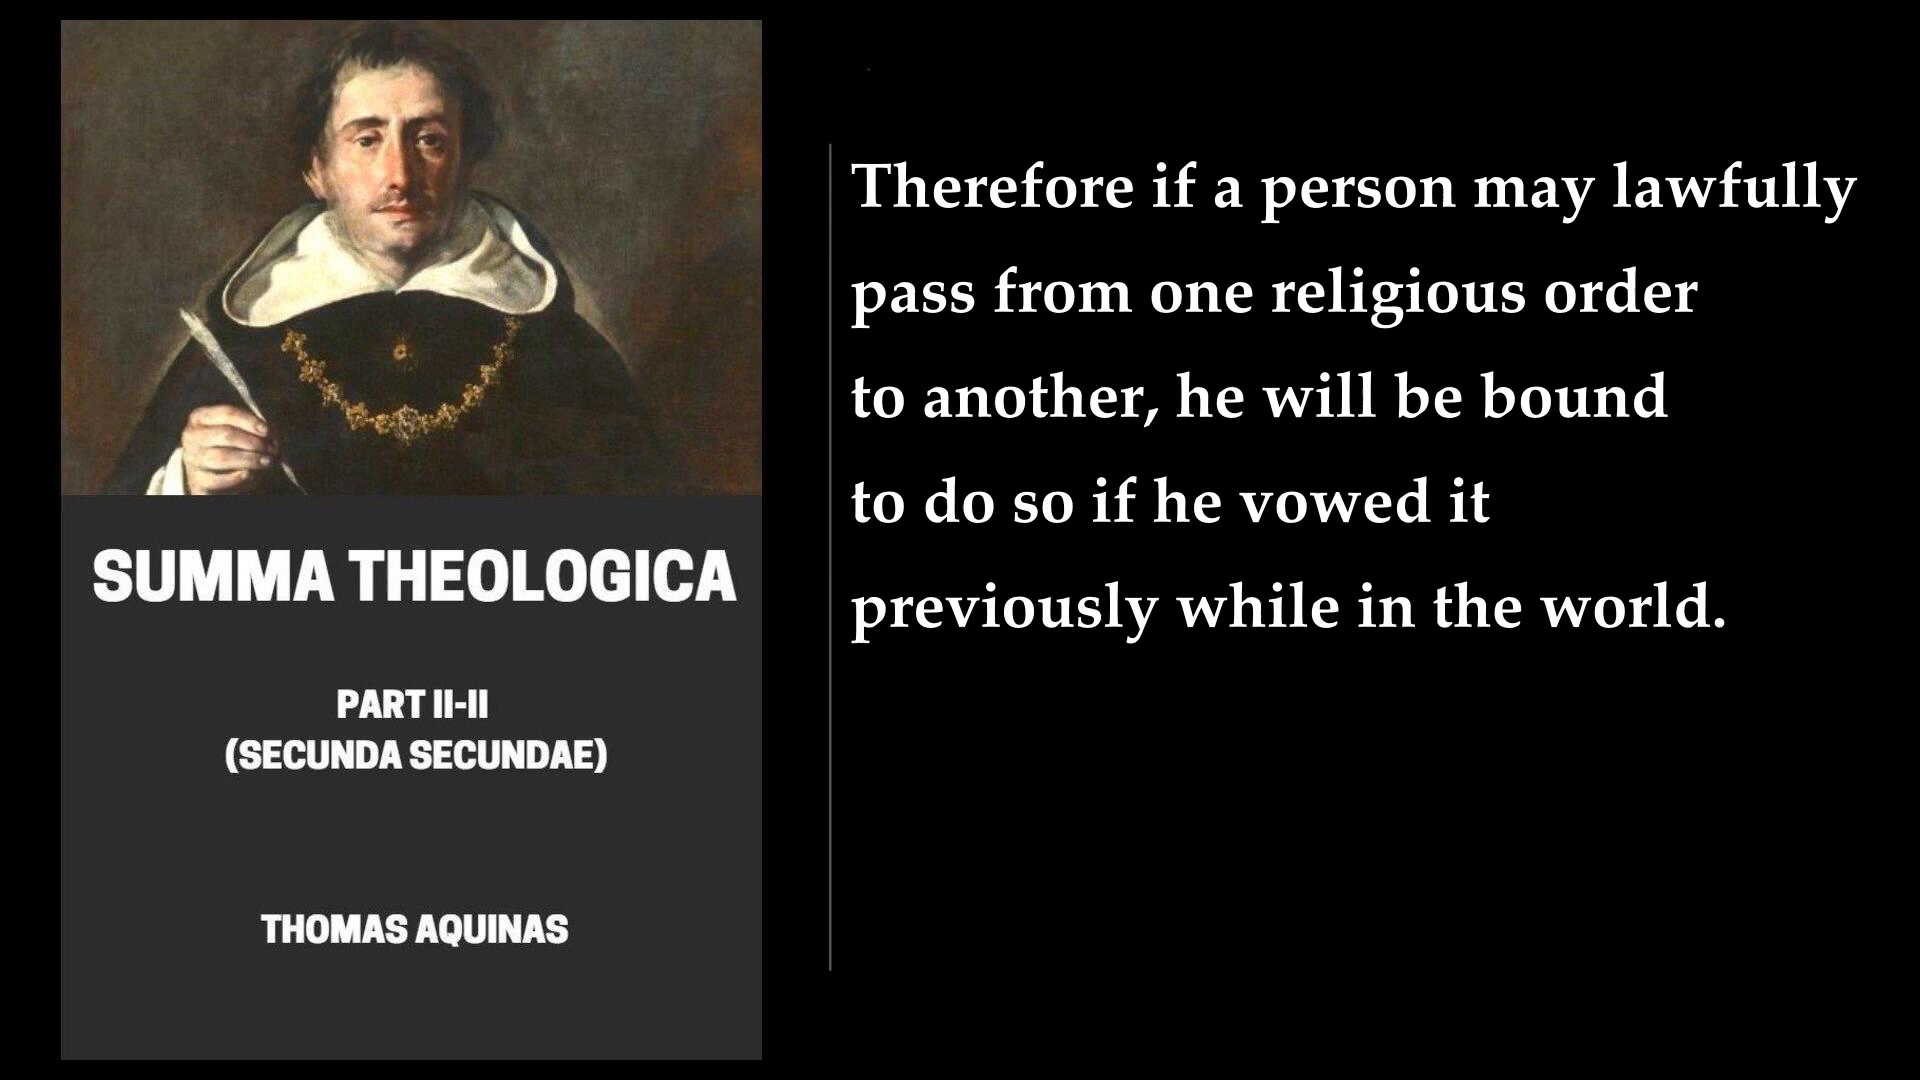 SUMMA THEOLOGICA
PART II-II
(SECUNDA SECUNDAE)
THOMAS AQUINAS
Therefore if a person may lawfully
pass from one religious order
to another, he will be bound
to do so if he vowed it
previously while in the world.